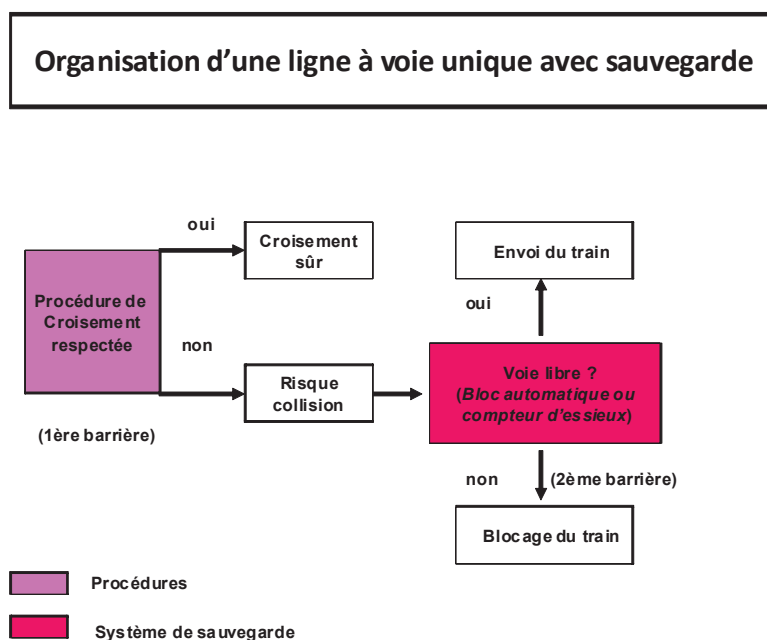 Organisation d'une ligne à voie unique avec sauvegarde
oui
Croisement
sûr
Envoi du train
Procédure de
Croisement
respectée
oui
non
Risque
collision
Voie libre ?
(Bloc automatique ou
compteur d'essieux)
(1ère barrière)
non
(2ème barrière)
Blocage du train
Procédures
Système de sauvegarde